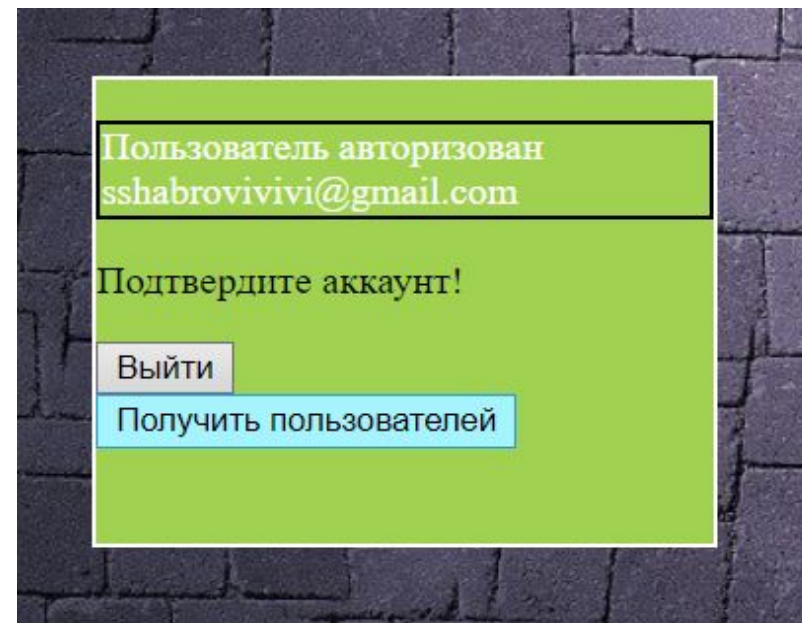 Пользователь авторизован
sshabrovivivi@gmail.com
Подтвердите аккаунт!
Выйти
Получить пользователей